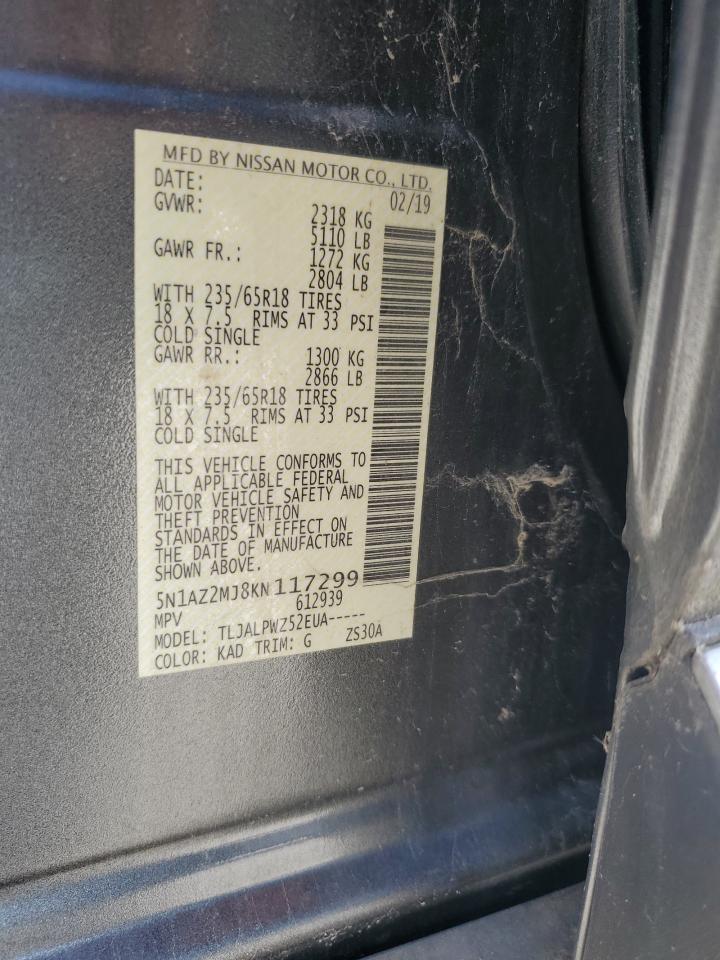 MFD BY NISSAN MOTOR CO., LTD.
DATE: 02/19
GVWR: 2318 KG
5110 LB
GAWR FR.: 1272 KG
2804 LB
WITH 235/65R18 TIRES
18 X 7.5 RIMS AT 33 PSI
COLD SINGLE
GAWR RR.: 1300 KG
2866 LB
WITH 235/65R18 TIRES
18 X 7.5 RIMS AT 33 PSI
COLD SINGLE
THIS VEHICLE CONFORMS TO
ALL APPLICABLE FEDERAL
MOTOR VEHICLE SAFETY AND
THEFT PREVENTION
STANDARDS IN EFFECT ON
THE DATE OF MANUFACTURE
SHOWN ABOVE.
5N1AZ2MJ8KN117299
MPV 612939
MODEL: TLJALPWZ52EUA-----
COLOR: KAD TRIM: G ZS30A